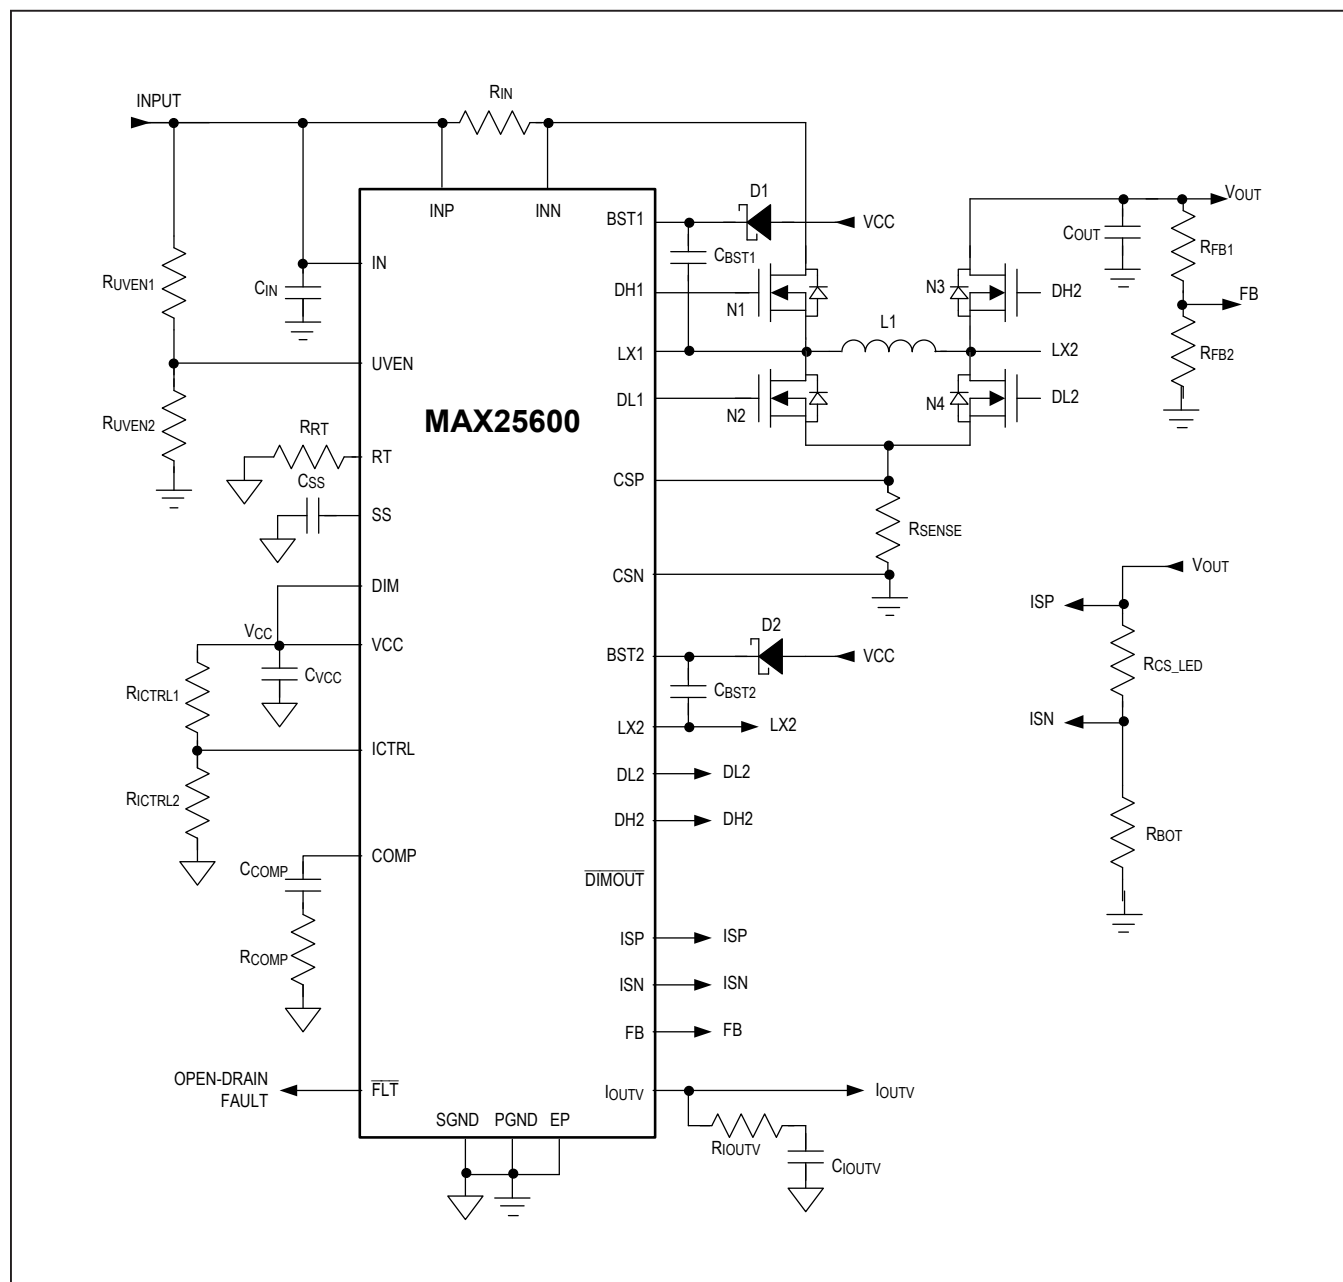 INPUT
RIN
INP
INN
BST1
D1
VCC
CBST1
VOUT
COUT
RFB1
FB
RFB2
RUVEN1
CIN
IN
DH1
N1
N3
DH2
L1
LX1
LX2
UVEN
DL1
N2
N4
DL2
MAX25600
RUVEN2
RRT
RT
CSS
SS
CSP
RSENSE
CSN
DIM
VCC
VCC
CVCC
RICTRL1
ICTRL
RICTRL2
BST2
D2
VCC
CBST2
LX2
LX2
DL2
DL2
DH2
DH2
VOUT
ISP
RCS_LED
ISN
RBOT
CCOMP
COMP
RCOMP
DIMOUT
ISP
ISP
ISN
ISN
FB
FB
OPEN-DRAIN
FAULT
FLT
IOUTV
IOUTV
SGND
PGND
EP
RIOUTV
CIOUTV